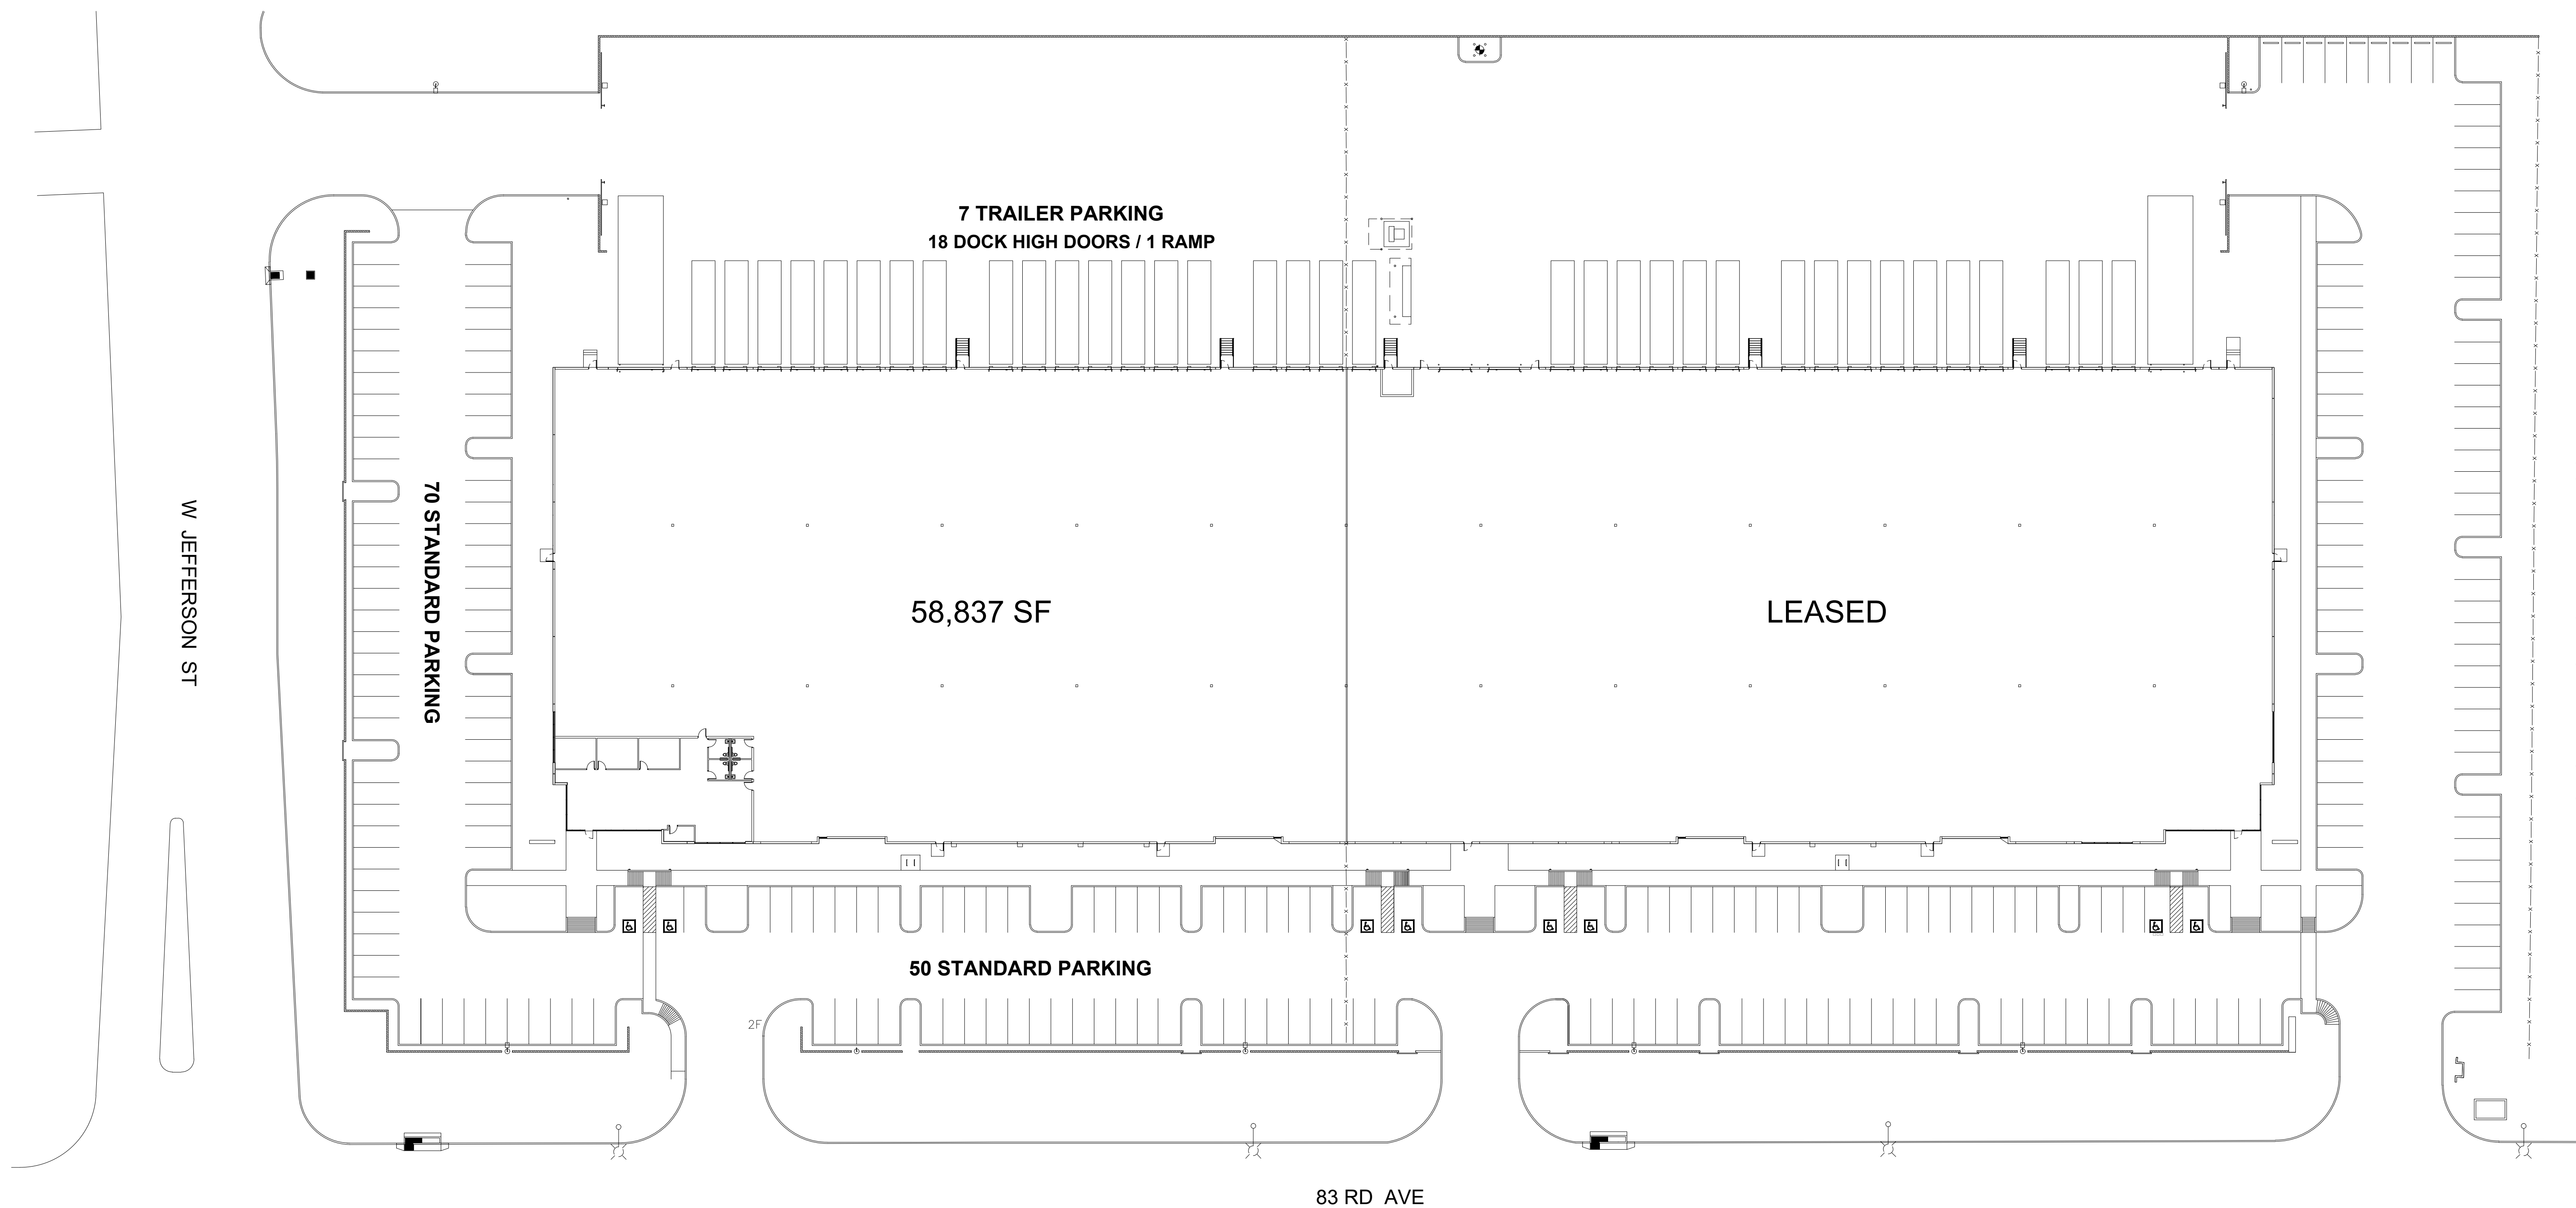 7 TRAILER PARKING
18 DOCK HIGH DOORS / 1 RAMP
W JEFFERSON ST
70 STANDARD PARKING
58,837 SF
LEASED
50 STANDARD PARKING
2F
83 RD AVE